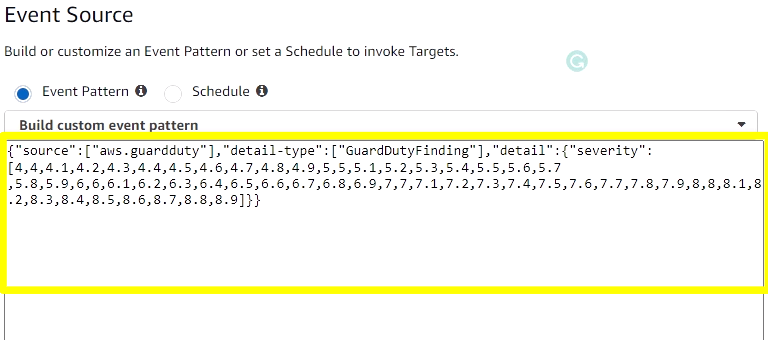 Event Source
Build or customize an Event Pattern or set a Schedule to invoke Targets.
Event Pattern Schedule
Build custom event pattern
{"source":["aws.guardduty"],"detail-type":["GuardDutyFinding"],"detail":{"severity":
[4,4,4.1,4.2,4.3,4.4,4.5,4.6,4.7,4.8,4.9,5,5,5.1,5.2,5.3,5.4,5.5,5.6,5.7
,5.8,5.9,6,6,6.1,6.2,6.3,6.4,6.5,6.6,6.7,6.8,6.9,7,7,7.1,7.2,7.3,7.4,7.5,7.6,7.7,7.8,7.9,8,8,8.1,8
.2,8.3,8.4,8.5,8.6,8.7,8.8,8.9]}}